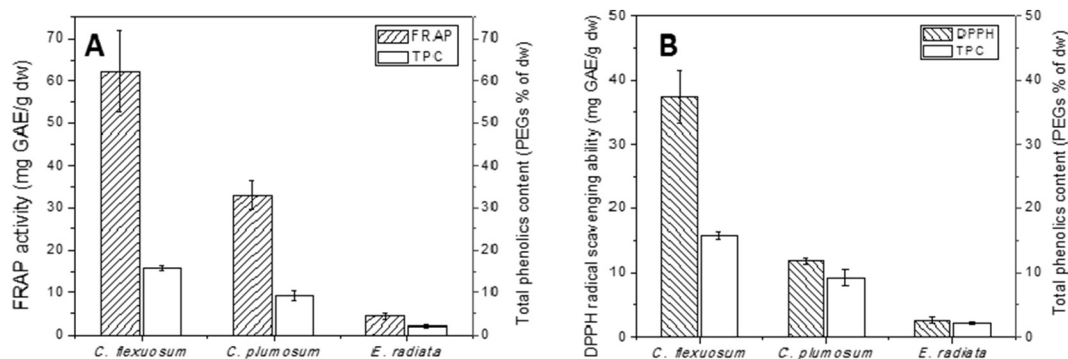 A
FRAP
TPC
FRAP activity (mg GAE/g dw)
70
60
50
40
30
20
10
0
Total phenolics content (PEGs % of dw)
70
60
50
40
30
20
10
0
C. flexuosum C. plumosum E. radiata
B
DPPH
TPC
DPPH radical scavenging ability (mg GAE/g dw)
50
40
30
20
10
0
Total phenolics content (PEGs % of dw)
50
40
30
20
10
0
C. flexuosum C. plumosum E. radiata